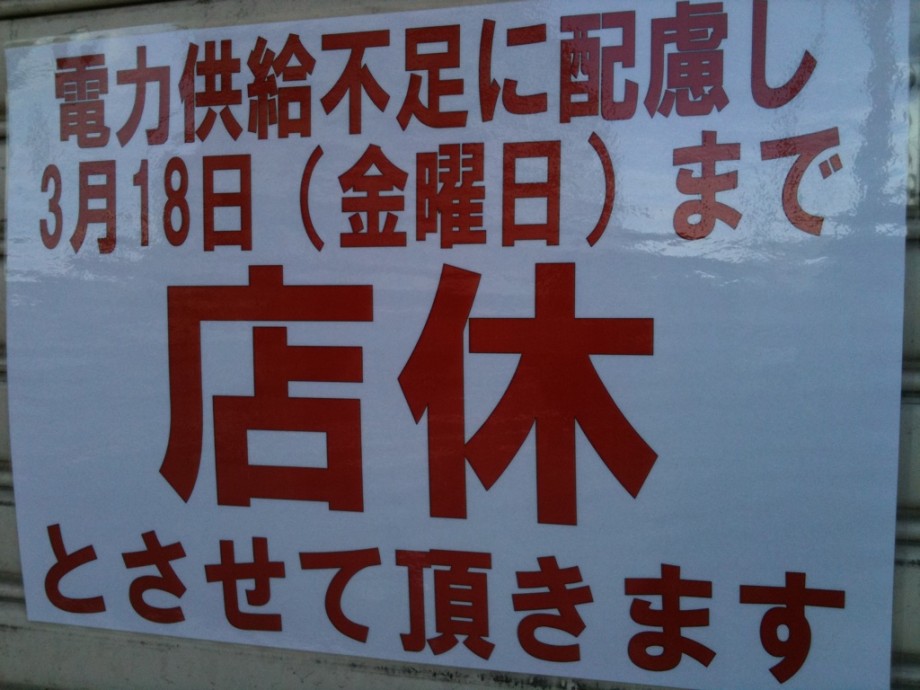 電力供給不足に配慮し
3月18日（金曜日）まで
店休
とさせて頂きます